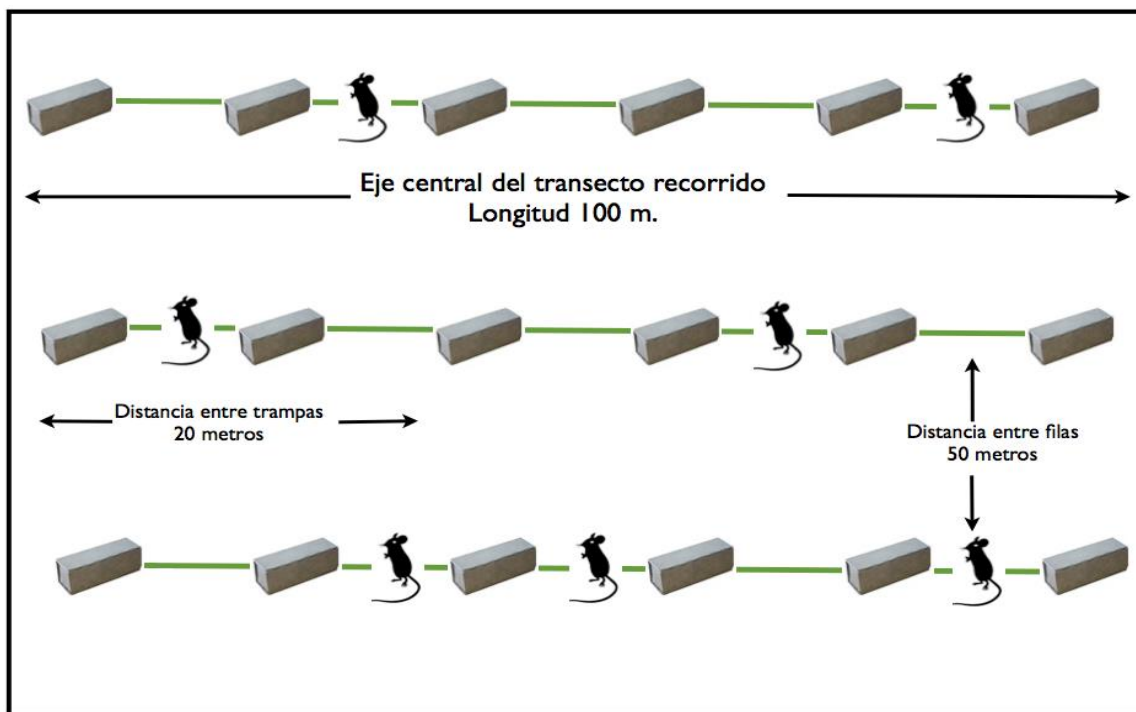 Eje central del transecto recorrido
Longitud 100 m.
Distancia entre trampas
20 metros
Distancia entre filas
50 metros